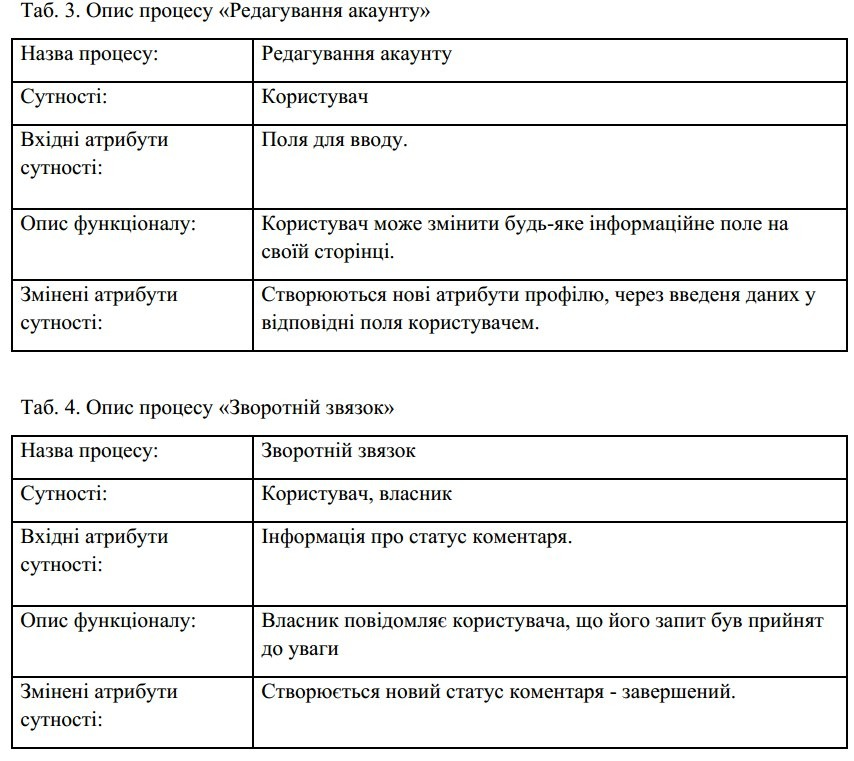 Таб. 3. Опис процесу «Редагування акаунту»
Назва процесу:
Редагування акаунту
Сутності:
Користувач
Вхідні атрибути
сутності:
Поля для вводу.
Опис функціоналу:
Користувач може змінити будь-яке інформаційне поле на
своїй сторінці.
Змінені атрибути
сутності:
Створюються нові атрибути профілю, через введеня даних у
відповідні поля користувачем.
Таб. 4. Опис процесу «Зворотній звязок»
Назва процесу:
Зворотній звязок
Сутності:
Користувач, власник
Вхідні атрибути
сутності:
Інформація про статус коментаря.
Опис функціоналу:
Власник повідомляє користувача, що його запит був прийнят
до уваги
Змінені атрибути
сутності:
Створюється новий статус коментаря - завершений.